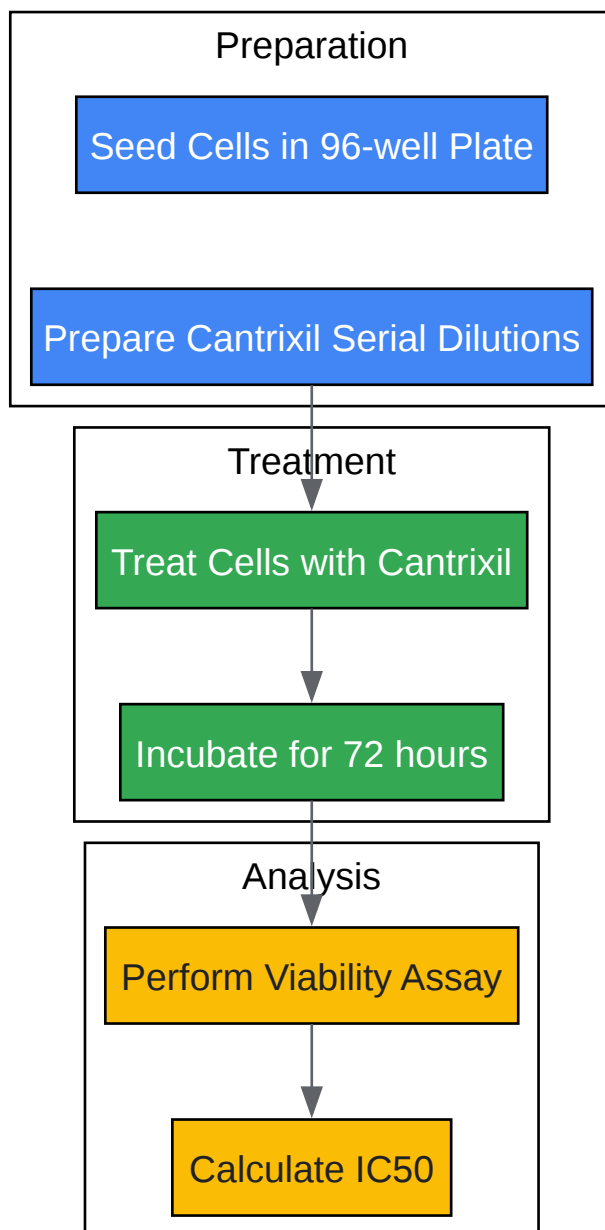 Preparation
Seed Cells in 96-well Plate
Prepare Cantrixil Serial Dilutions
Treatment
Treat Cells with Cantrixil
Incubate for 72 hours
Analysis
Perform Viability Assay
Calculate IC50